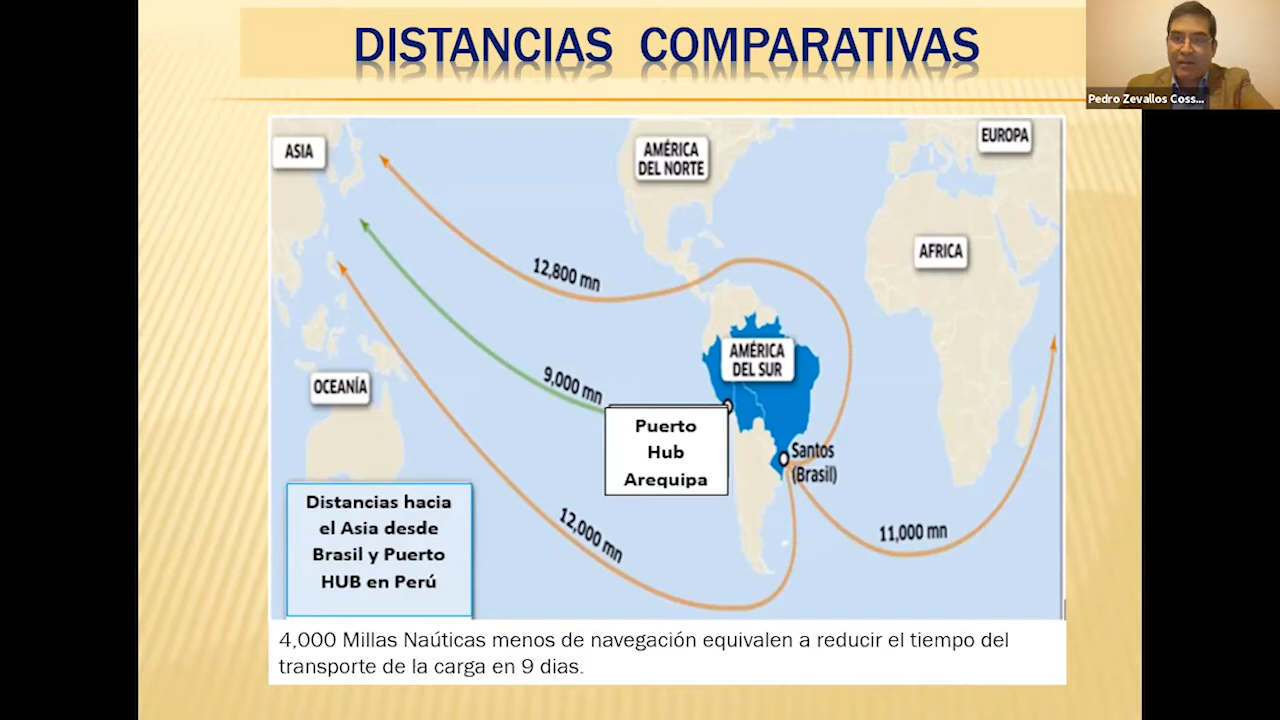 DISTANCIAS COMPARATIVAS
Pedro Zevallos Coss...
ASIA
AMÉRICA
DEL NORTE
EUROPA
AFRICA
12,800 mn
AMÉRICA
DEL SUR
9,000 mn
OCEANÍA
Puerto
Hub
Arequipa
Santos
(Brasil)
Distancias hacia
el Asia desde
Brasil y Puerto
HUB en Perú
12,000 mn
11,000 mn
4,000 Millas Naúticas menos de navegación equivalen a reducir el tiempo del
transporte de la carga en 9 dias.